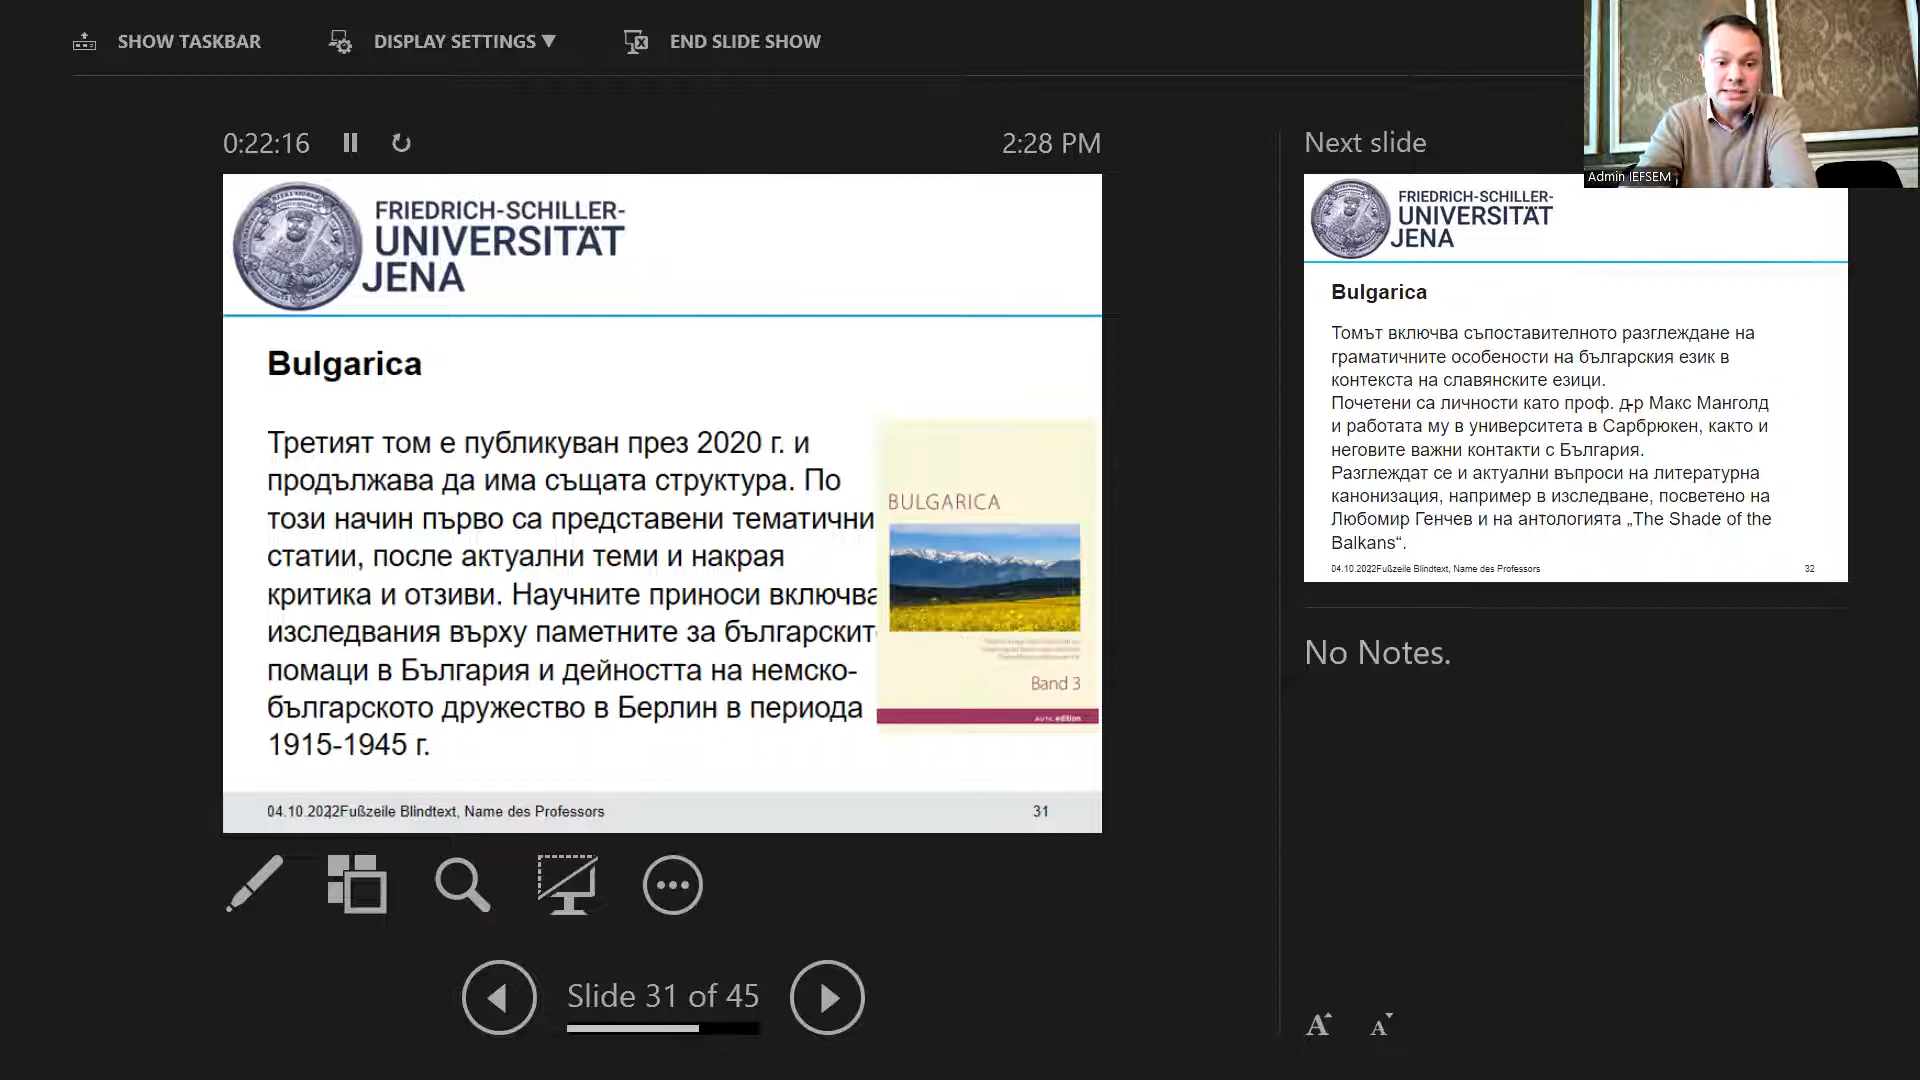 SHOW TASKBAR
DISPLAY SETTINGS ▼
END SLIDE SHOW
Admin IEFSEM
0:22:16
2:28 PM
FRIEDRICH-SCHILLER-
UNIVERSITÄT
JENA
Bulgarica
Третият том е публикуван през 2020 г. и
продължава да има същата структура. По
този начин първо са представени тематични
статии, после актуални теми и накрая
критика и отзиви. Научните приноси включва
изследвания върху паметните за българскит
помаци в България и дейността на немско-
българското дружество в Берлин в периода
1915-1945 г.
BULGARICA
Band 3
AVM.edition
04.10.2022Fußzeile Blindtext, Name des Professors
31
Slide 31 of 45
Next slide
FRIEDRICH-SCHILLER-
UNIVERSITÄT
JENA
Bulgarica
Томът включва съпоставителното разглеждане на
граматичните особености на българския език в
контекста на славянските езици.
Почетени са личности като проф. д-р Макс Манголд
и работата му в университета в Сарбрюкен, както и
неговите важни контакти с България.
Разглеждат се и актуални въпроси на литературна
канонизация, например в изследване, посветено на
Любомир Генчев и на антологията „The Shade of the
Balkans“.
04.10.2022Fußzeile Blindtext, Name des Professors
32
No Notes.
A A